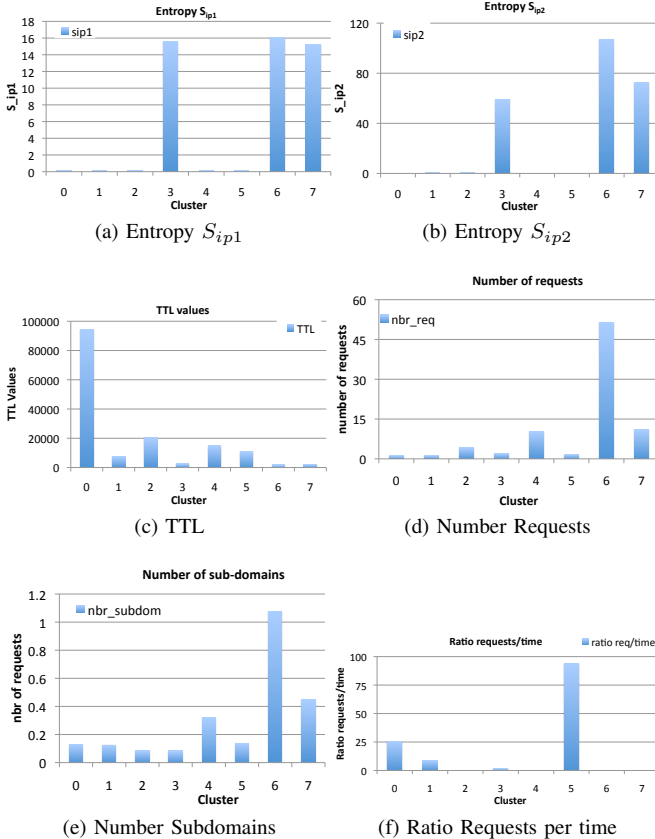 Entropy S_ip1
sip1
S_ip1
16
14
12
10
8
6
4
2
0
18
0 1 2 3 4 5 6 7
Cluster
(a) Entropy S_ip1
Entropy S_ip2
sip2
S_ip2
120
80
40
0
0 1 2 3 4 5 6 7
Cluster
(b) Entropy S_ip2
TTL values
TTL
TTL Values
100000
80000
60000
40000
20000
0
0 1 2 3 4 5 6 7
Cluster
(c) TTL
Number of requests
nbr_req
number of requests
60
45
30
15
0
0 1 2 3 4 5 6 7
Cluster
(d) Number Requests
Number of sub-domains
nbr_subdom
nbr of requests
1.2
1
0.8
0.6
0.4
0.2
0
0 1 2 3 4 5 6 7
Cluster
(e) Number Subdomains
Ratio requests/time
ratio req/time
Ratio requests/time
100
75
50
25
0
0 1 2 3 4 5 6 7
Cluster
(f) Ratio Requests per time